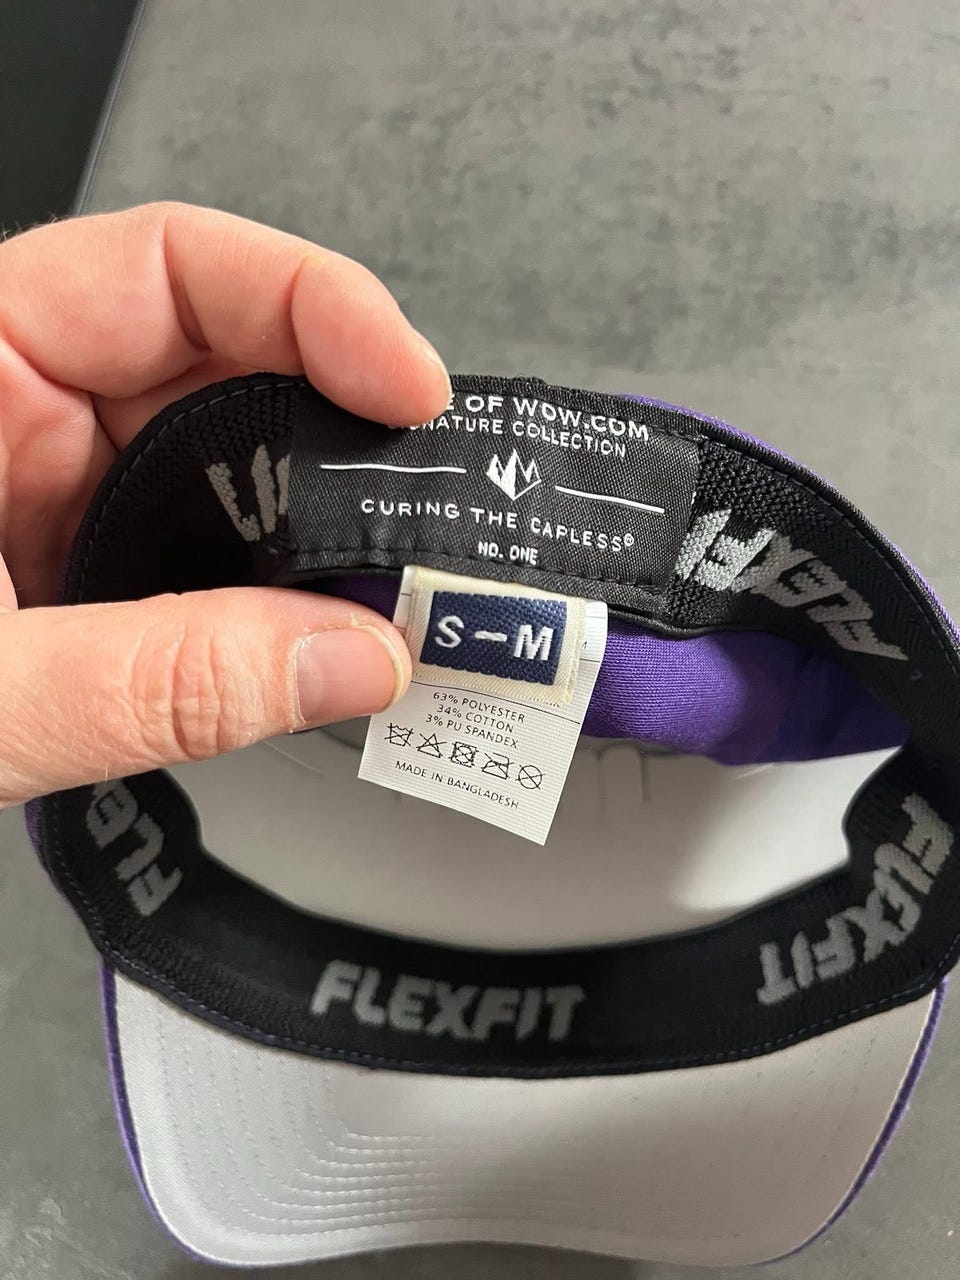 OF WOW.COM
COLLECTION
CURING THE CAPLESS®
NO. ONE
S-M
63% POLYESTER
34% COTTON
3% PU SPANDEX
MADE IN BANGLADESH
FLEXFIT
FLEXFIT